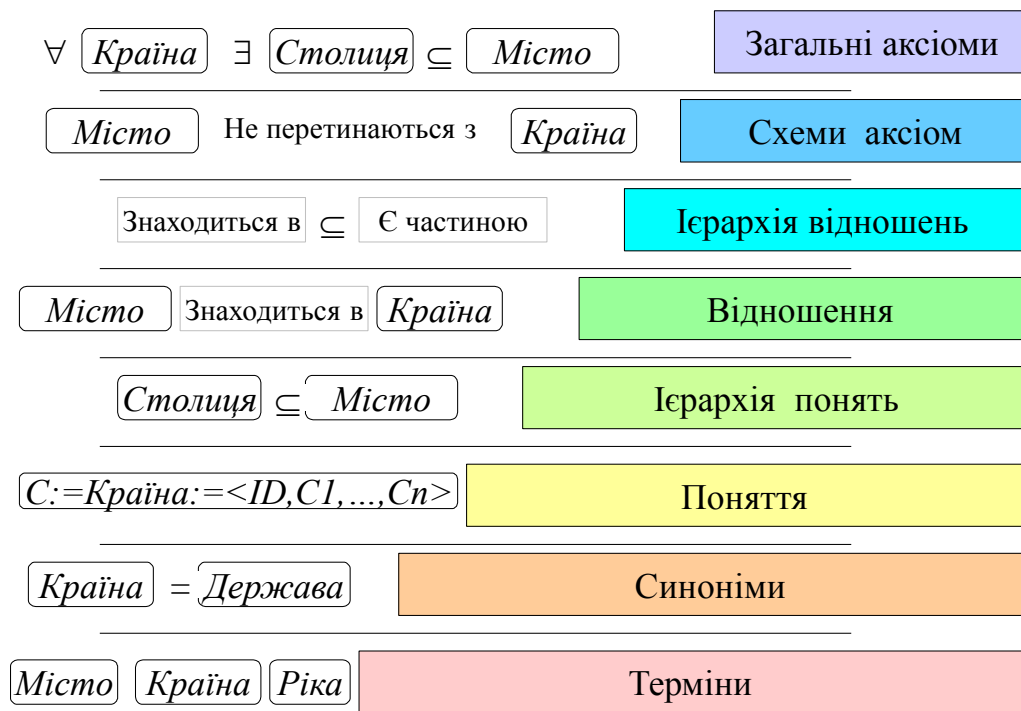 ∀ Країна ∃ Столиця ⊆ Місто Загальні аксіоми
Місто Не перетинаються з Країна Схеми аксіом
Знаходиться в ⊆ Є частиною Ієрархія відношень
Місто Знаходиться в Країна Відношення
Столиця ⊆ Місто Ієрархія понять
C:=Країна:=<ID,C1,...,Cn> Поняття
Країна = Держава Синоніми
Місто Країна Ріка Терміни